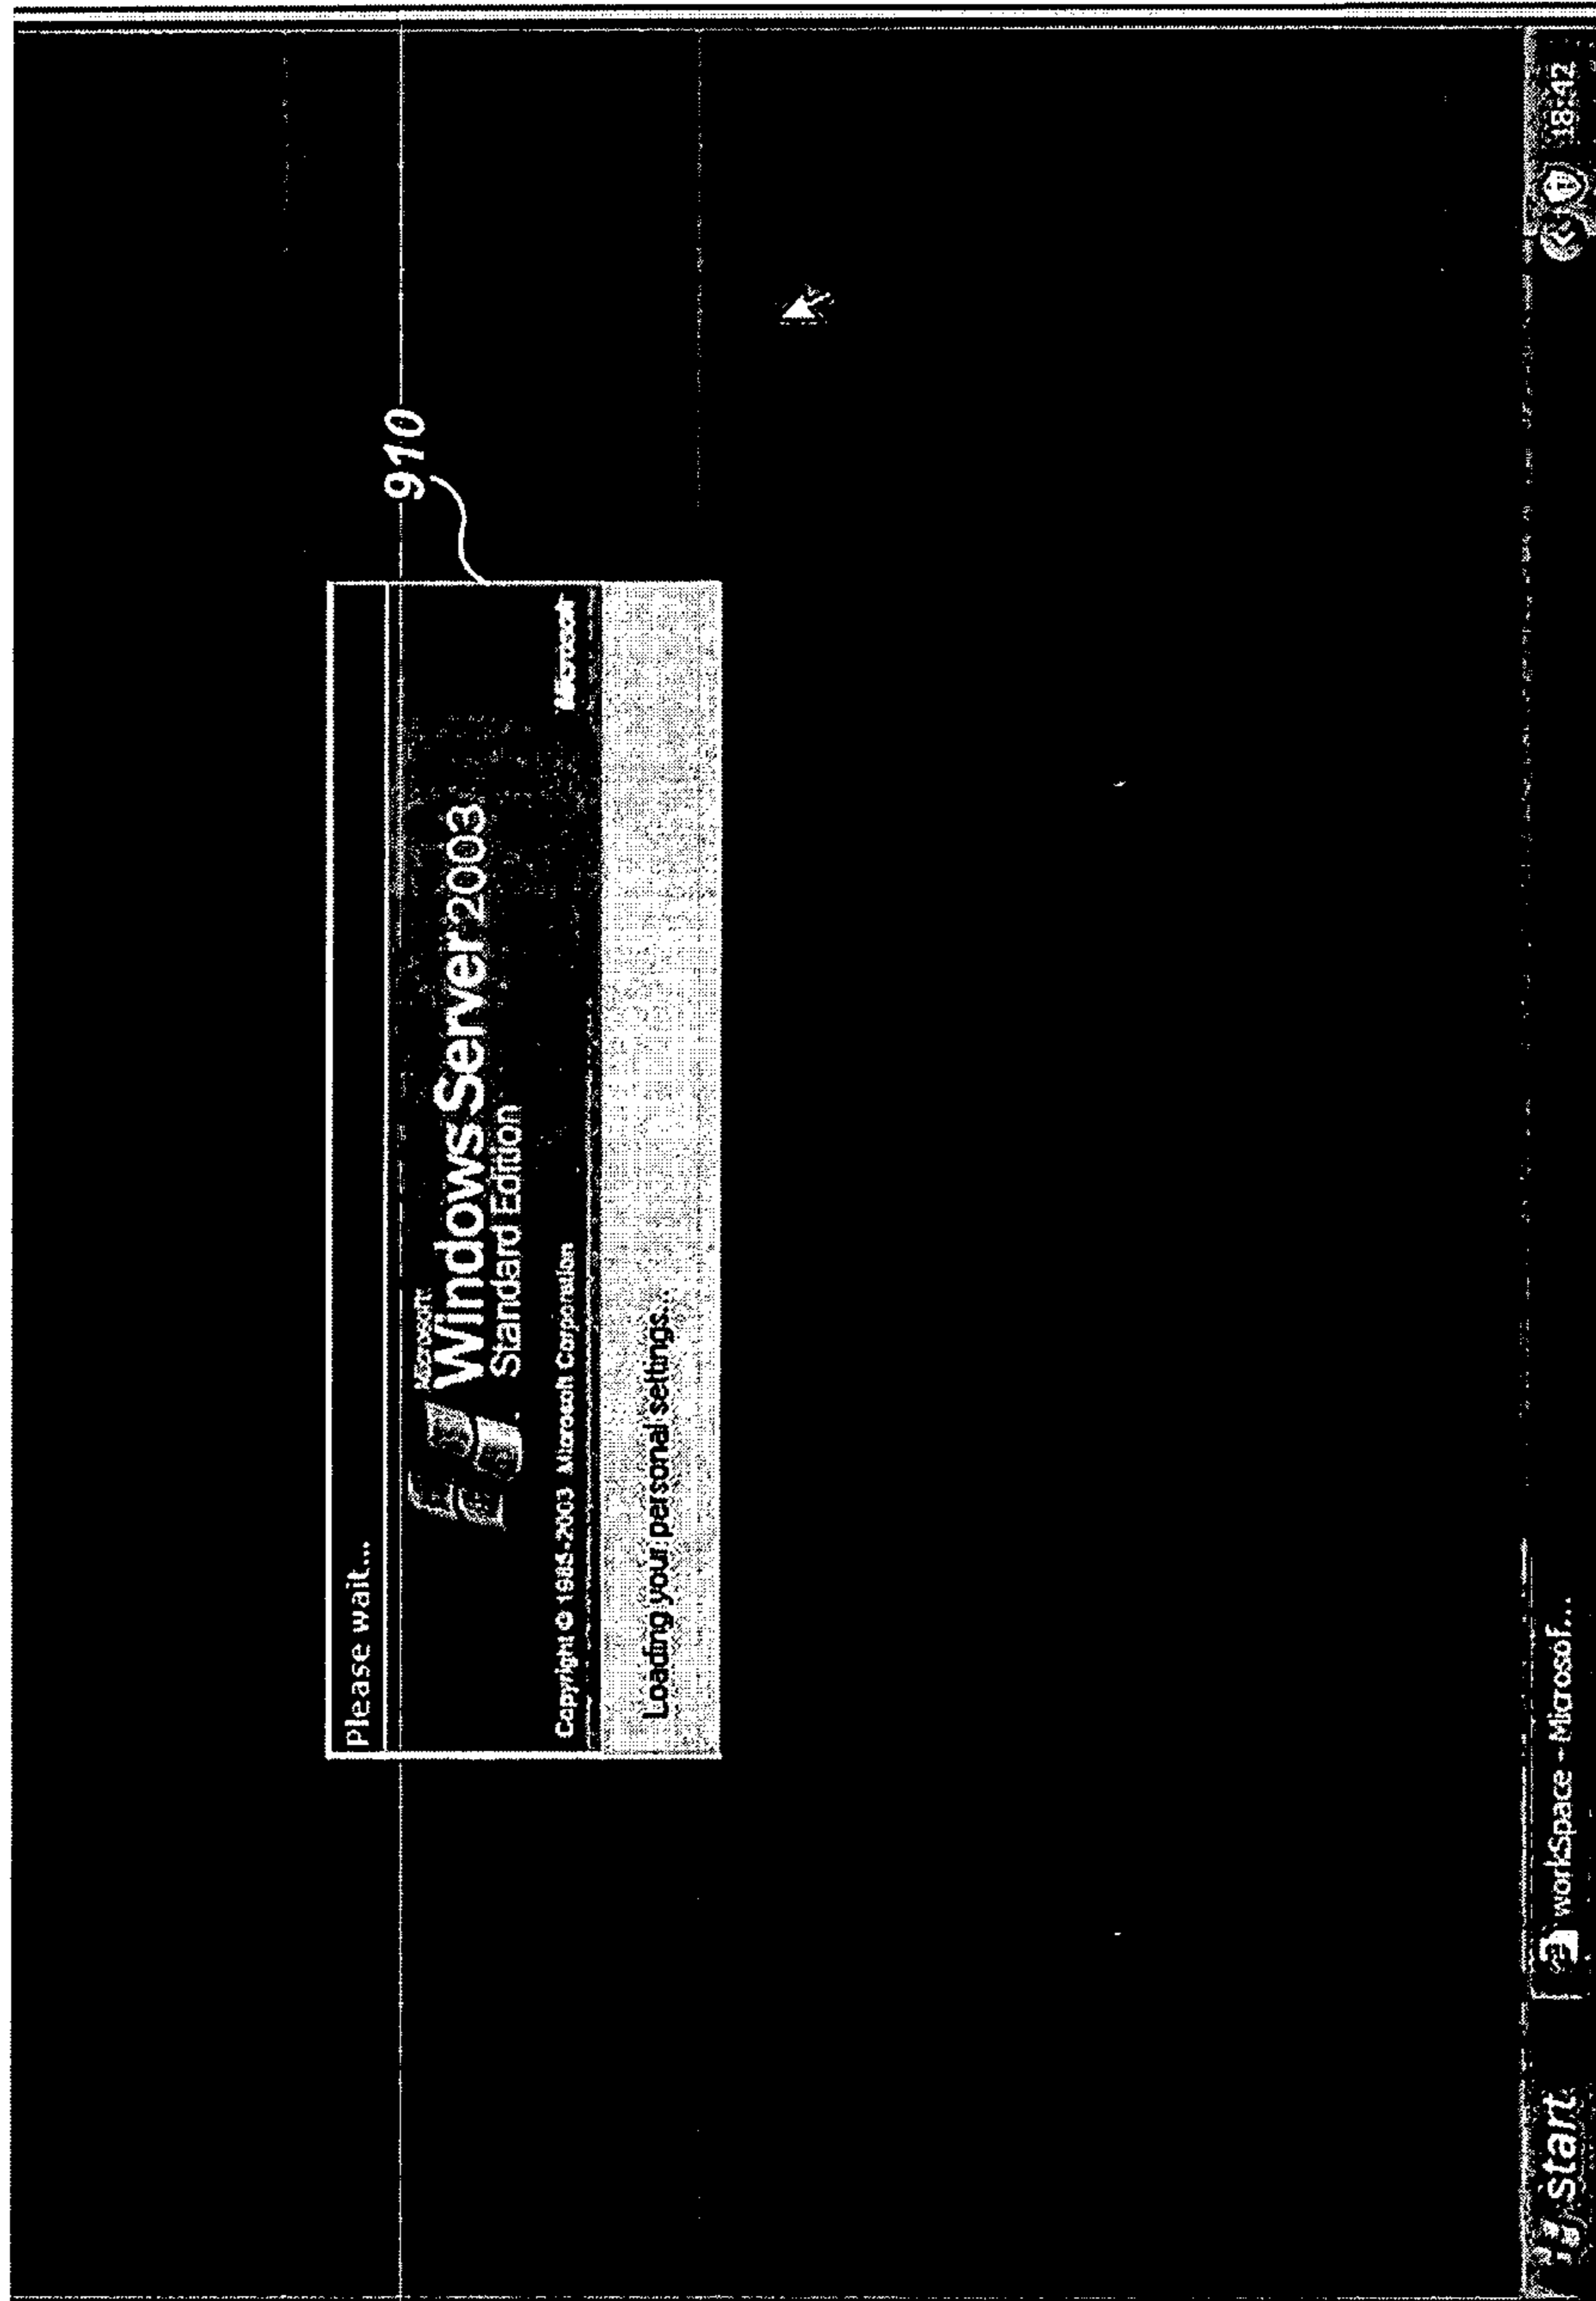 910
Please wait...
Microsoft
Windows Server 2003
Standard Edition
Copyright © 1985-2003 Microsoft Corporation
Microsoft
Loading your personal settings...
start
workSpace - Microsof...
18:42